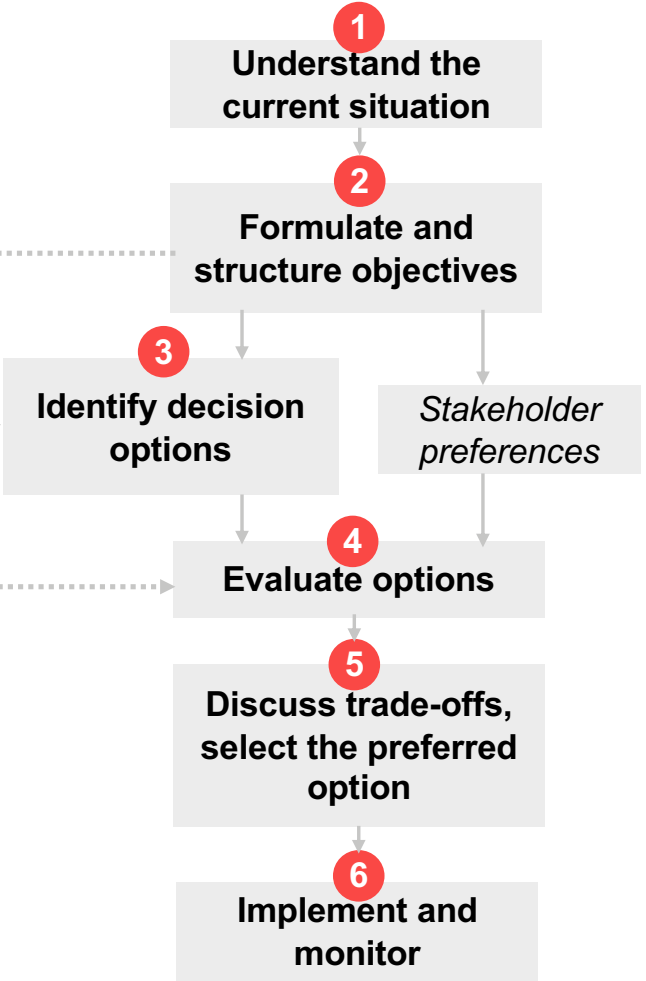 1
Understand the
current situation
2
Formulate and
structure objectives
3
Identify decision
options
Stakeholder
preferences
4
Evaluate options
5
Discuss trade-offs,
select the preferred
option
6
Implement and
monitor